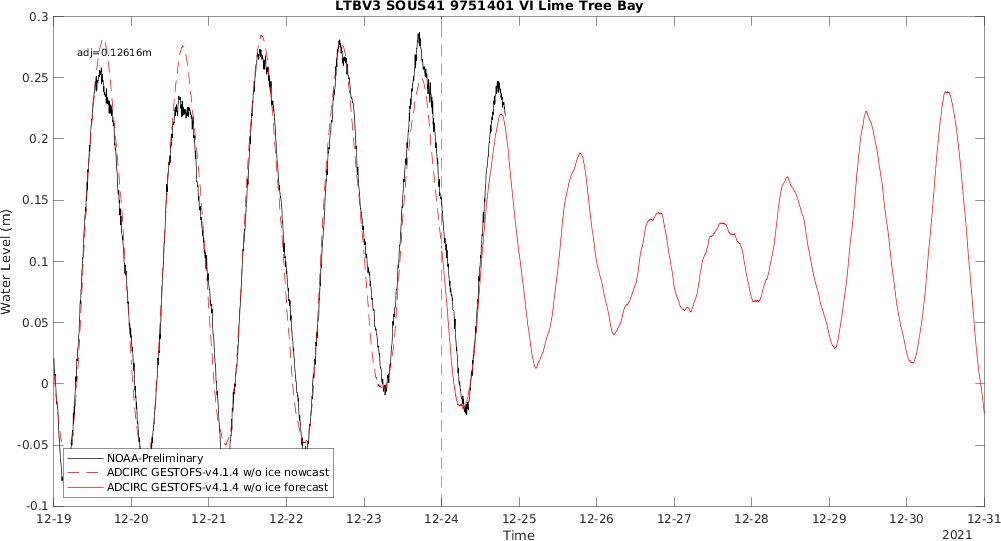 LTBV3 SOUS41 9751401 VI Lime Tree Bay
adj=0.12616m
0.3
0.25
0.2
0.15
0.1
0.05
0
-0.05
-0.1
Water Level (m)
NOAA-Preliminary
ADCIRC GESTOFS-v4.1.4 w/o ice nowcast
ADCIRC GESTOFS-v4.1.4 w/o ice forecast
12-19 12-20 12-21 12-22 12-23 12-24 12-25 12-26 12-27 12-28 12-29 12-30 12-31
Time
2021